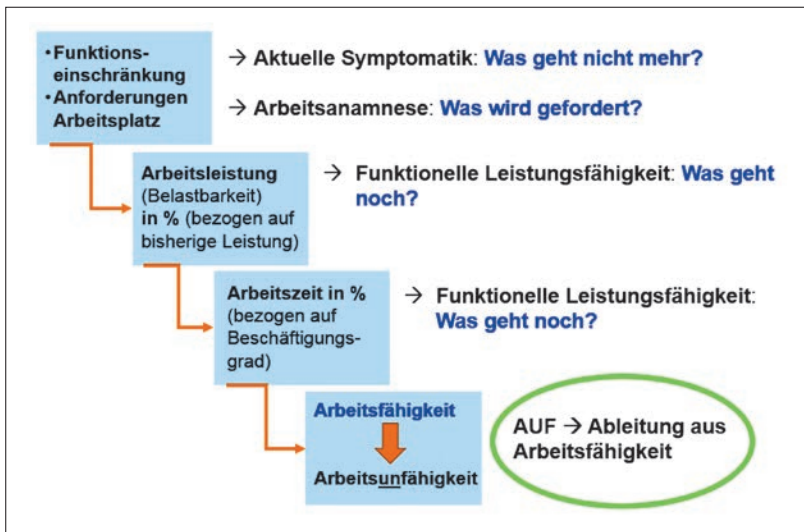 • Funktions-
einschränkung
• Anforderungen
Arbeitsplatz
→ Aktuelle Symptomatik: Was geht nicht mehr?
→ Arbeitsanamnese: Was wird gefordert?
Arbeitsleistung
(Belastbarkeit)
in % (bezogen auf
bisherige Leistung)
→ Funktionelle Leistungsfähigkeit: Was geht
noch?
Arbeitszeit in %
(bezogen auf
Beschäftigungs-
grad)
→ Funktionelle Leistungsfähigkeit:
Was geht noch?
Arbeitsfähigkeit
Arbeitsunfähigkeit
AUF → Ableitung aus
Arbeitsfähigkeit